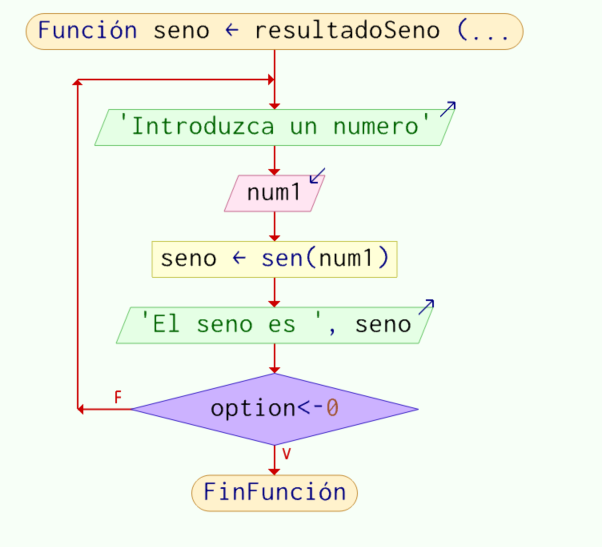 Función seno ← resultadoSeno (...
'Introduzca un numero'
num1
seno ← sen(num1)
'El seno es ', seno
F
option<-0
V
FinFunción